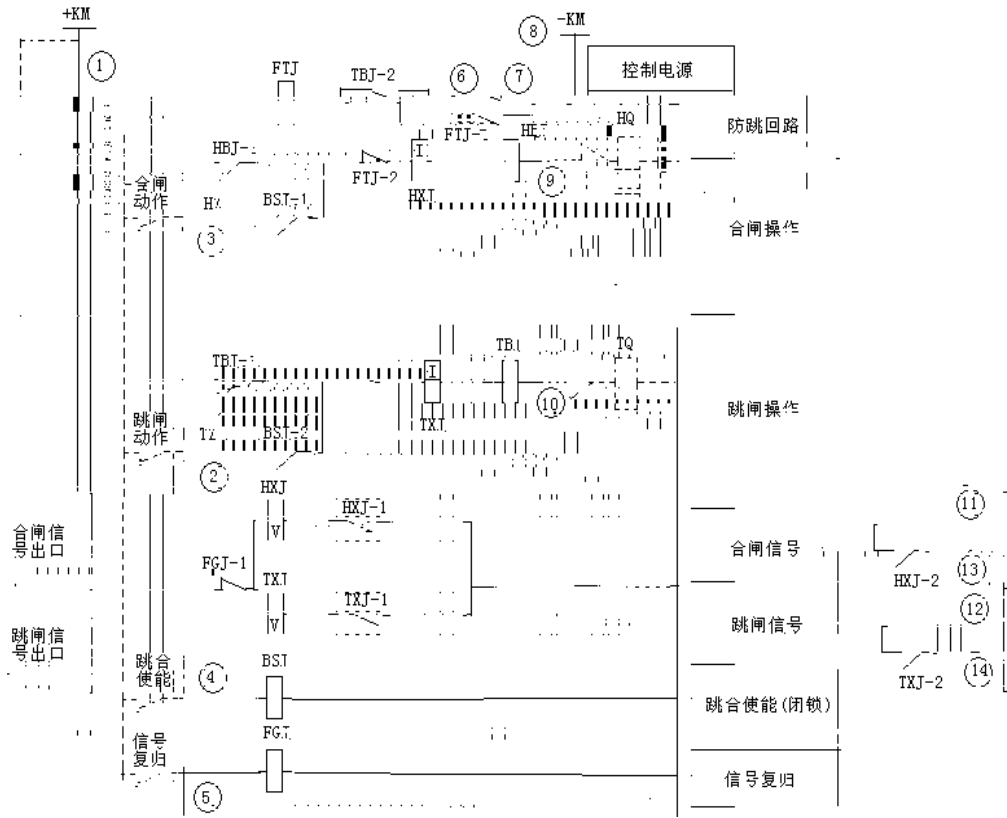 +KM
-KM
⑧
①
控制电源
FTJ
TBJ-2
⑥
⑦
HQ
防跳回路
FTJ-
HBJ-
I
FTJ-2
合闸
动作
BSJ-1
HXJ
⑨
③
合闸操作
TBJ-
I
TBJ
TQ
⑩
跳闸操作
跳闸
动作
TXJ
BSJ-2
②
HXJ
HXJ-1
⑪
合闸信
号出口
V
合闸信号
FGJ-1
HXJ-2
⑬
TXJ
TXJ-1
⑫
跳闸信
号出口
V
跳闸信号
跳合
使能
④
BSJ
TXJ-2
⑭
跳合使能(闭锁)
信号
复归
FGJ
信号复归
⑤